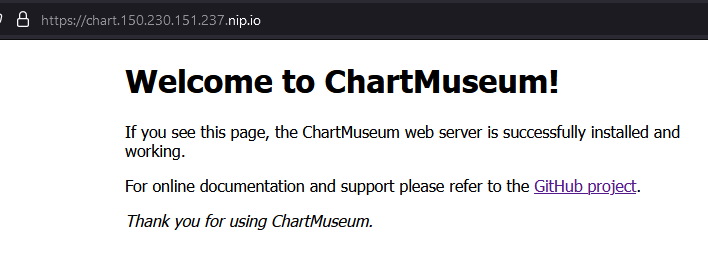 https://chart.150.230.151.237.nip.io
Welcome to ChartMuseum!
If you see this page, the ChartMuseum web server is successfully installed and
working.
For online documentation and support please refer to the GitHub project.
Thank you for using ChartMuseum.